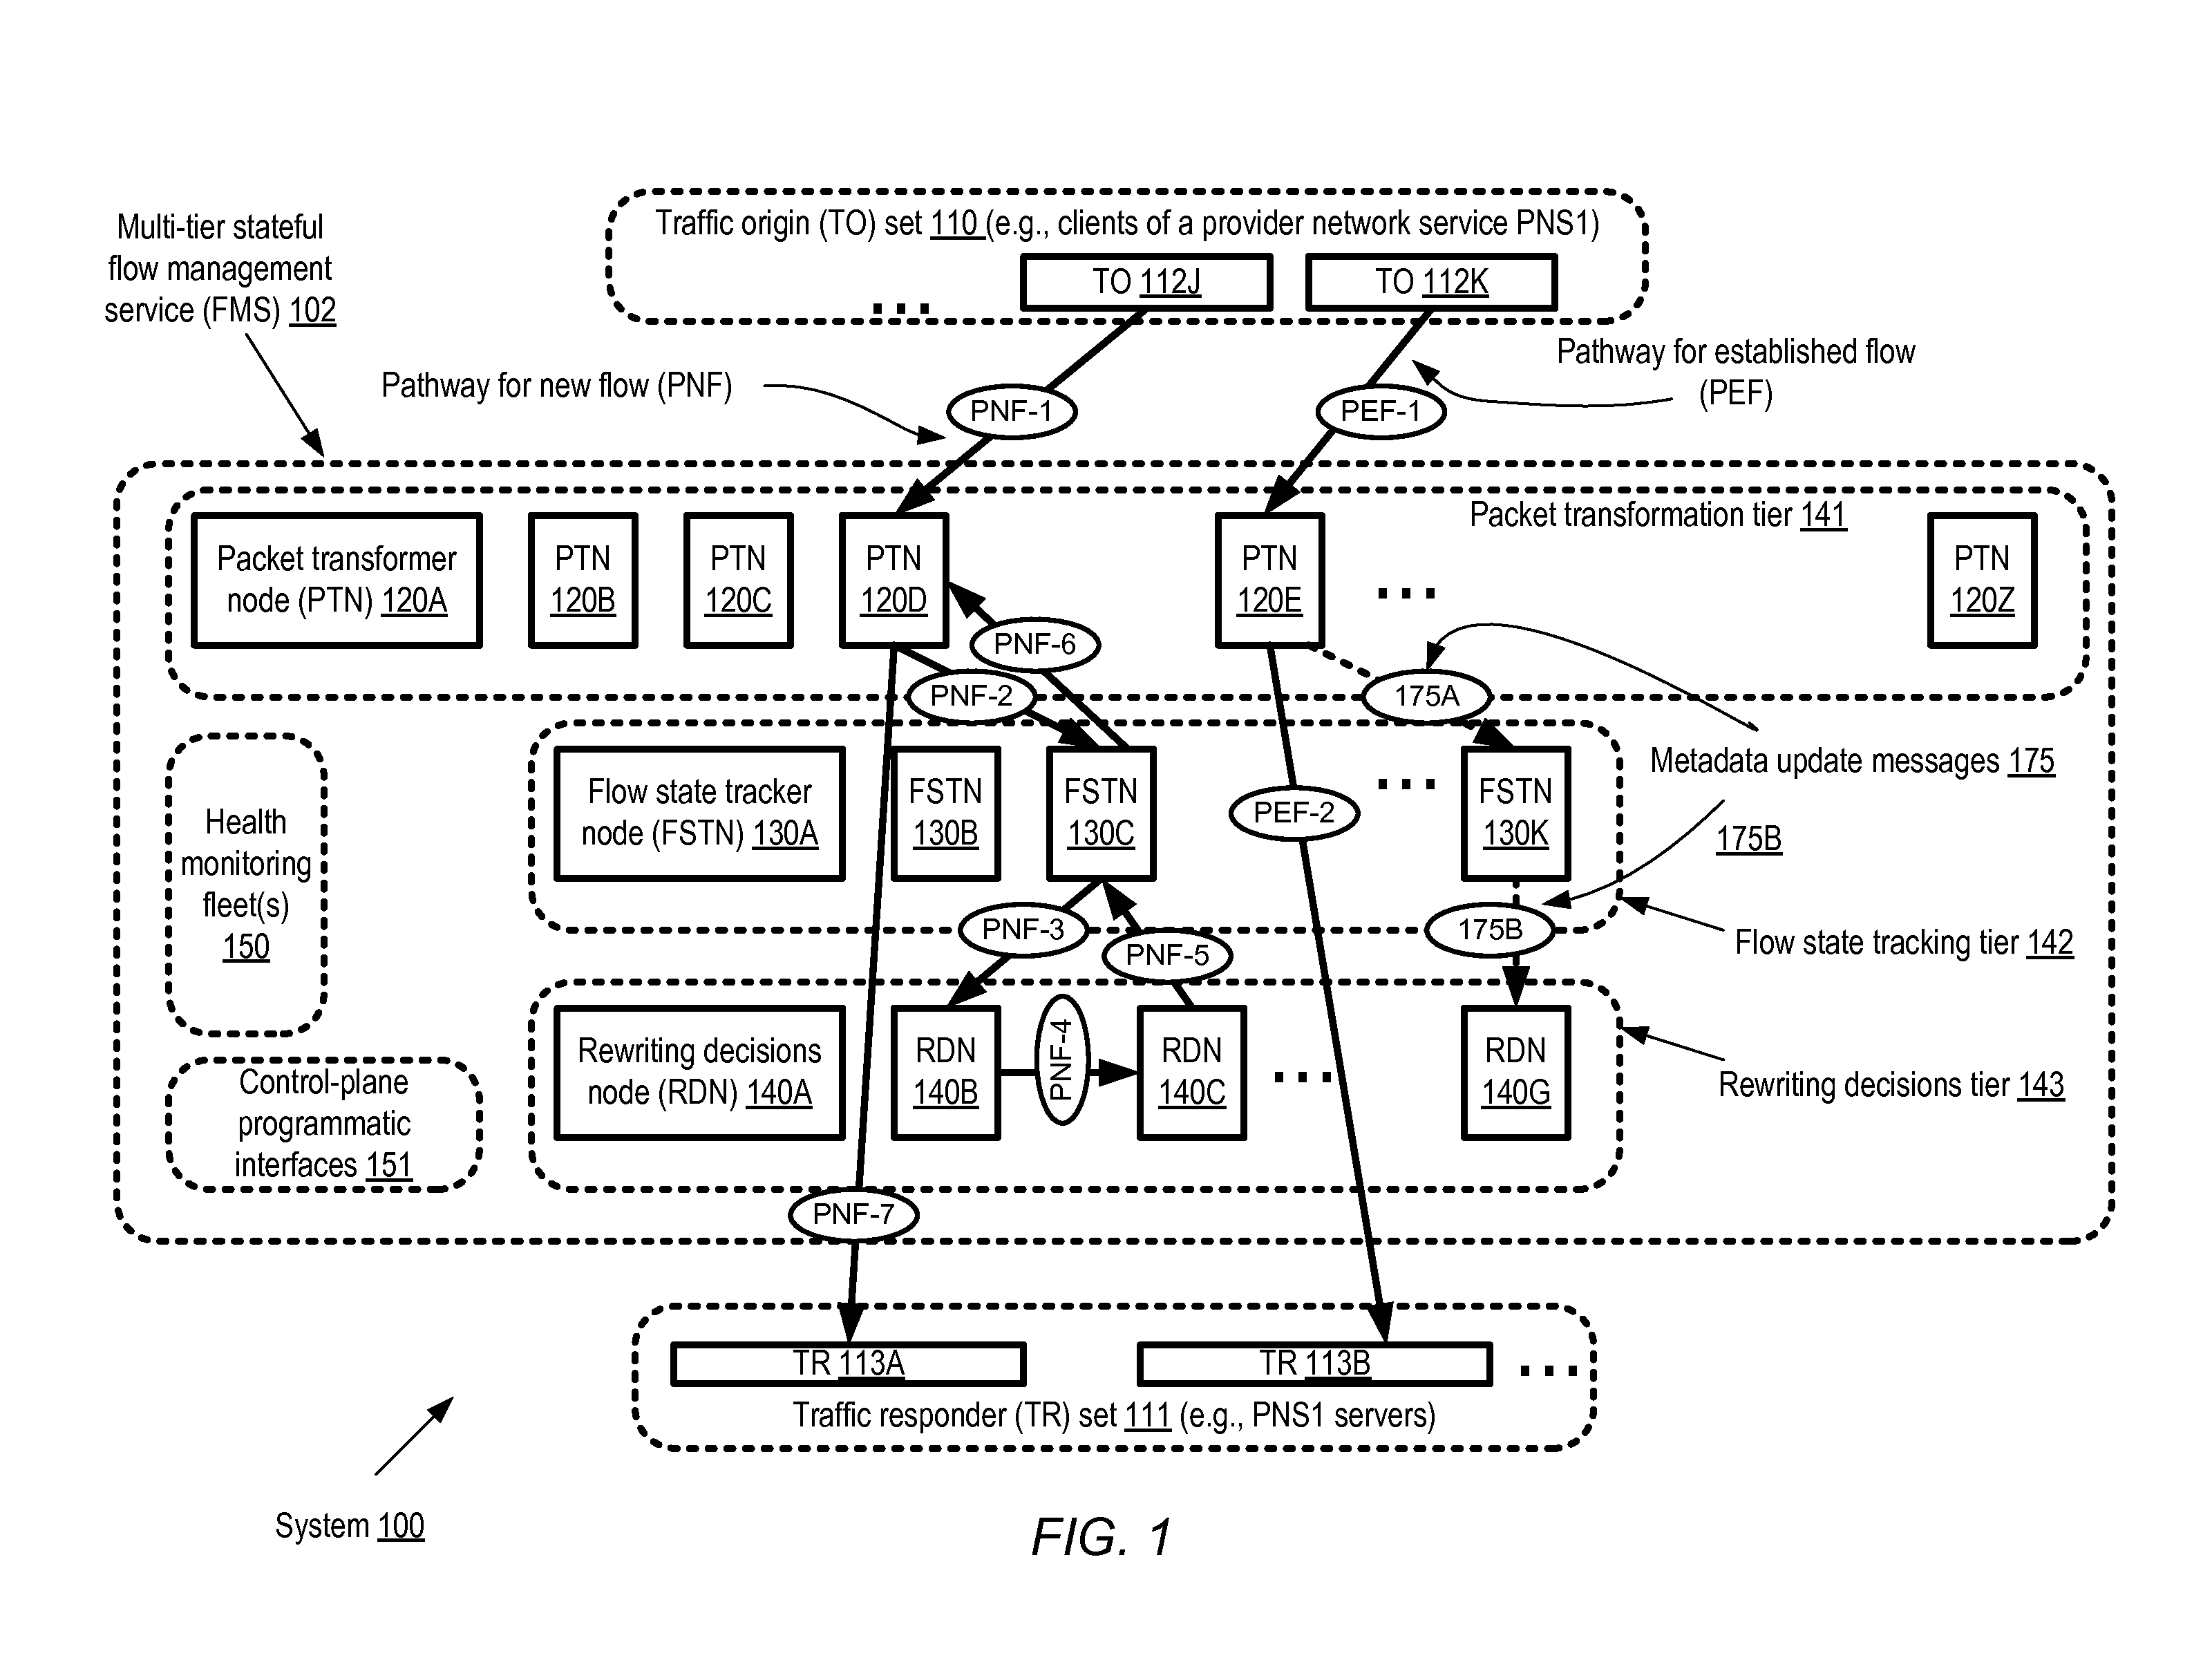 Traffic origin (TO) set 110 (e.g., clients of a provider network service PNS1)
TO 112J
TO 112K
...
Multi-tier stateful
flow management
service (FMS) 102
Pathway for new flow (PNF)
Pathway for established flow
(PEF)
PNF-1
PEF-1
Packet transformation tier 141
Packet transformer
node (PTN) 120A
PTN
120B
PTN
120C
PTN
120D
PTN
120E
...
PTN
120Z
PNF-6
PNF-2
175A
Metadada update messages 175
175B
Flow state tracker
node (FSTN) 130A
FSTN
130B
FSTN
130C
PEF-2
...
FSTN
130K
Health
monitoring
fleet(s)
150
PNF-3
PNF-5
175B
Flow state tracking tier 142
Rewriting decisions
node (RDN) 140A
RDN
140B
PNF-4
RDN
140C
...
RDN
140G
Rewriting decisions tier 143
Control-plane
programmatic
interfaces 151
PNF-7
TR 113A
TR 113B
...
Traffic responder (TR) set 111 (e.g., PNS1 servers)
System 100
FIG. 1